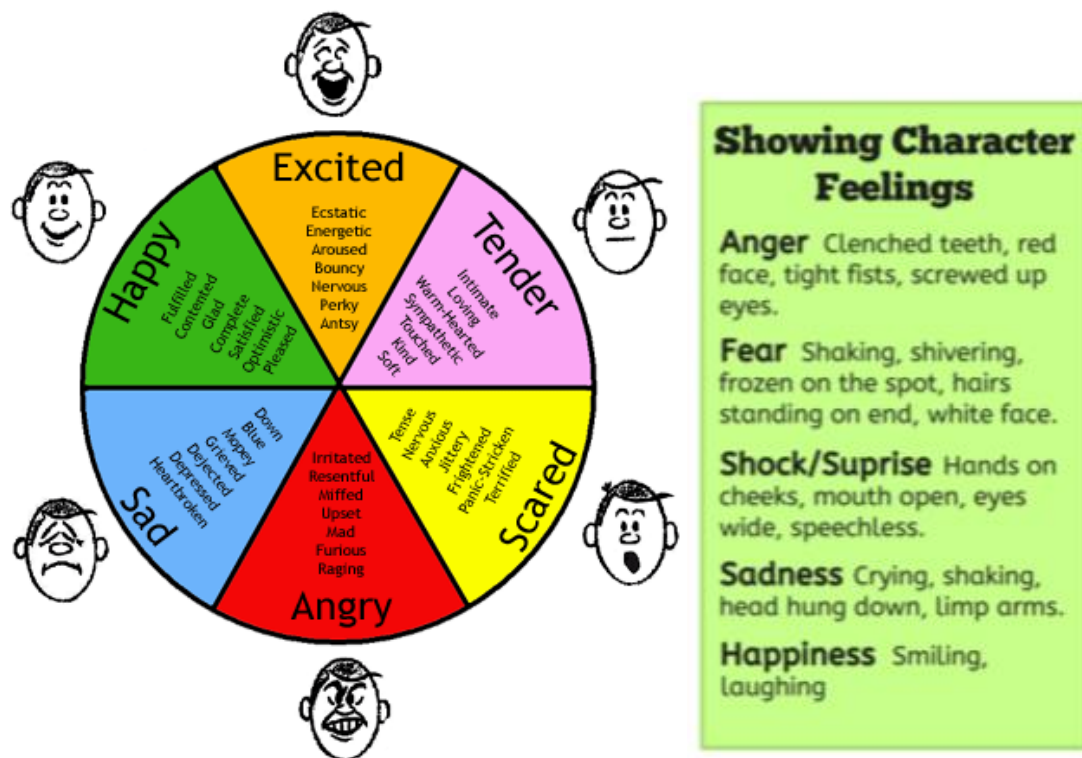 Excited
Ecstatic
Energetic
Aroused
Bouncy
Nervous
Perky
Antsy
Tender
Intimate
Loving
Warm-Hearted
Sympathetic
Touched
Kind
Soft
Scared
Tense
Nervous
Anxious
Jittery
Frightened
Panic-Stricken
Terrified
Angry
Irritated
Resentful
Miffed
Upset
Mad
Furious
Raging
Sad
Down
Blue
Mopey
Grieved
Dejected
Depressed
Heartbroken
Happy
Fulfilled
Contented
Glad
Complete
Satisfied
Optimistic
Pleased
Showing Character
Feelings
Anger Clenched teeth, red
face, tight fists, screwed up
eyes.
Fear Shaking, shivering,
frozen on the spot, hairs
standing on end, white face.
Shock/Suprise Hands on
cheeks, mouth open, eyes
wide, speechless.
Sadness Crying, shaking,
head hung down, limp arms.
Happiness Smiling,
laughing